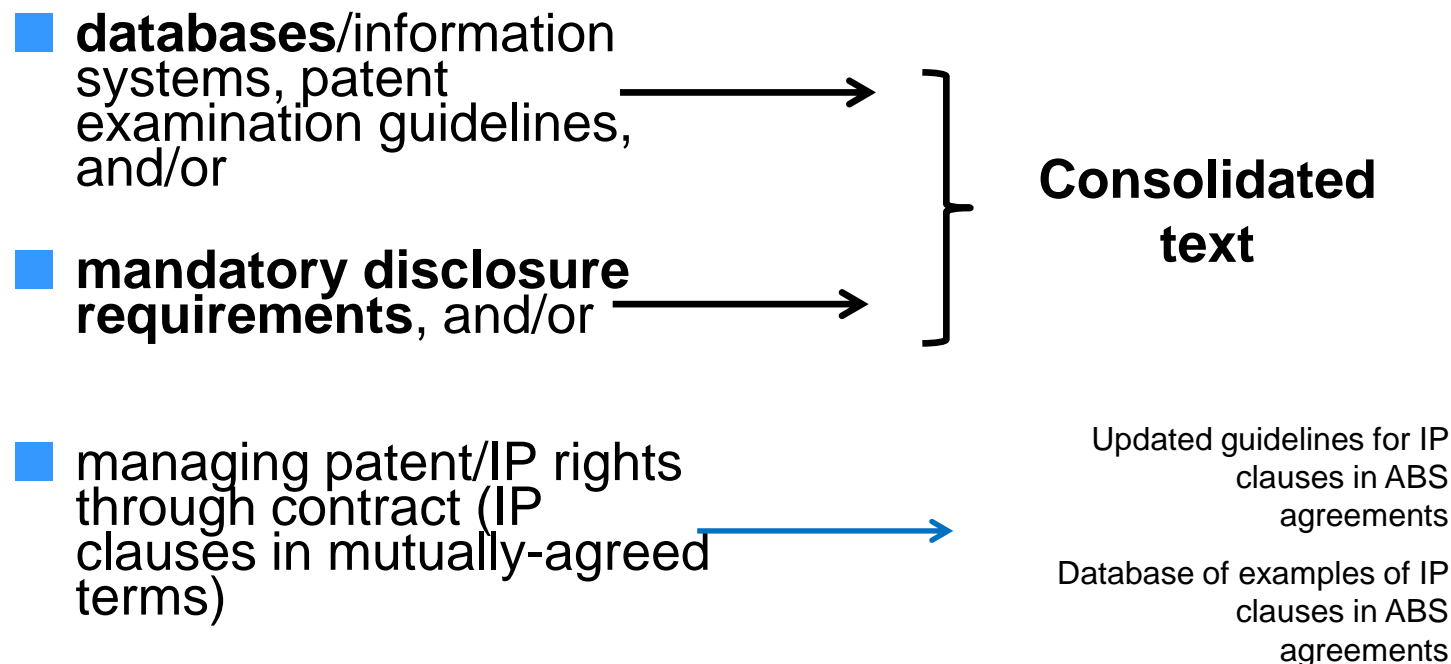 databases/information
systems, patent
examination guidelines,
and/or
mandatory disclosure
requirements, and/or
Consolidated
text
managing patent/IP rights
through contract (IP
clauses in mutually-agreed
terms)
Updated guidelines for IP
clauses in ABS
agreements
Database of examples of IP
clauses in ABS
agreements